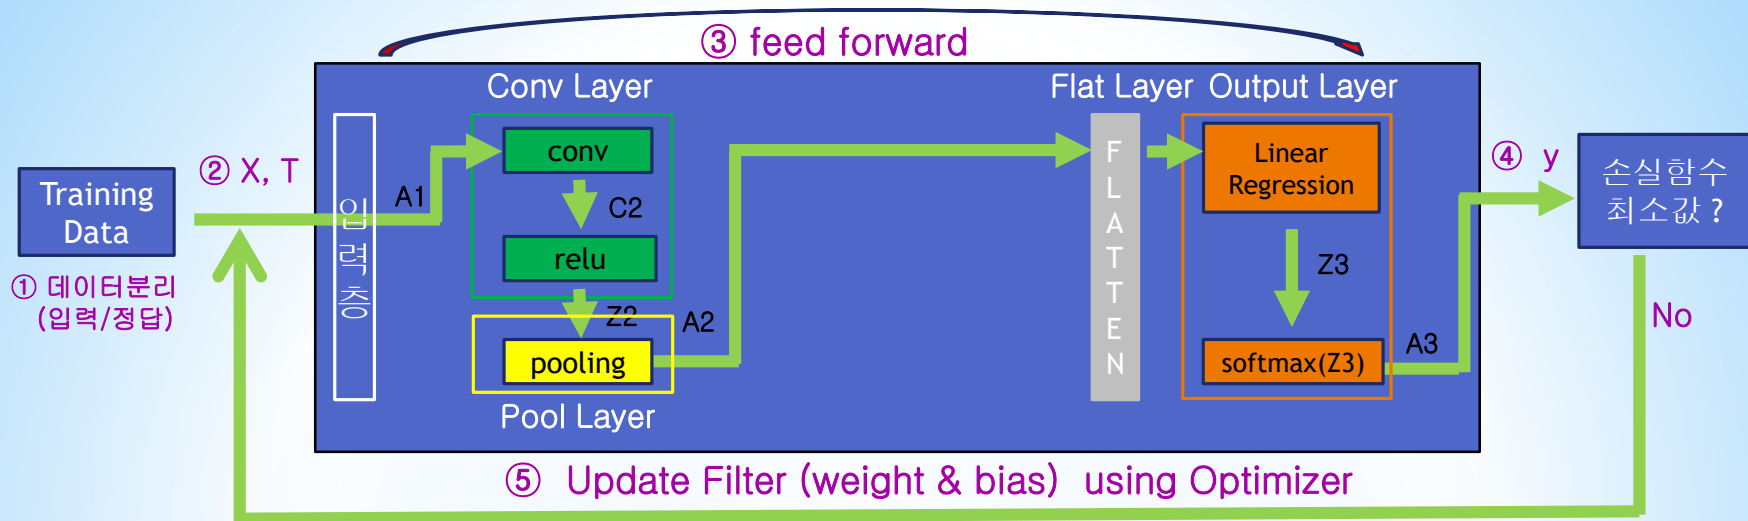 ③ feed forward
Conv Layer
Flat Layer
Output Layer
Training
Data
① 데이터분리
(입력/정답)
② X, T
입
력
층
A1
conv
C2
relu
Z2
pooling
Pool Layer
A2
F
L
A
T
T
E
N
Linear
Regression
Z3
softmax(Z3)
A3
④ y
손실함수
최소값 ?
No
⑤ Update Filter (weight & bias) using Optimizer